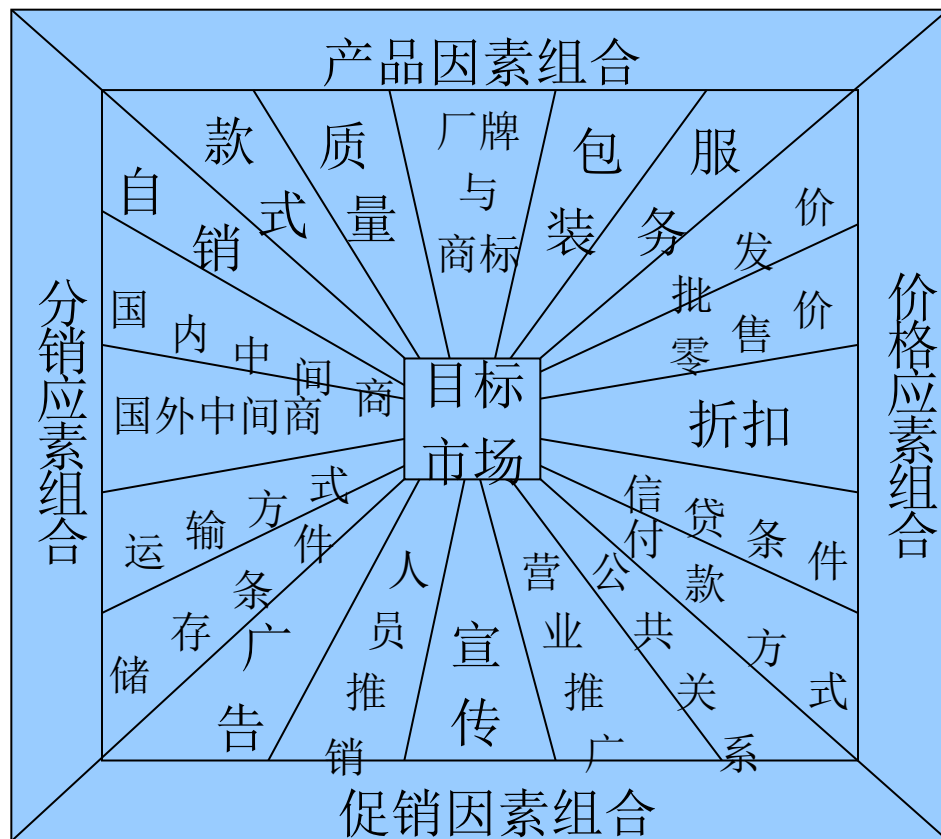 产品因素组合
款式
质量
厂牌
与
商标
包装
服务
自销
国内中间商
国外中间商
运输方式
储存条件
分销应素组合
目标
市场
批发价
零售价
折扣
信贷条件
付款方式
价格应素组合
广告
人员推销
宣传
营业推广
公共关系
促销因素组合